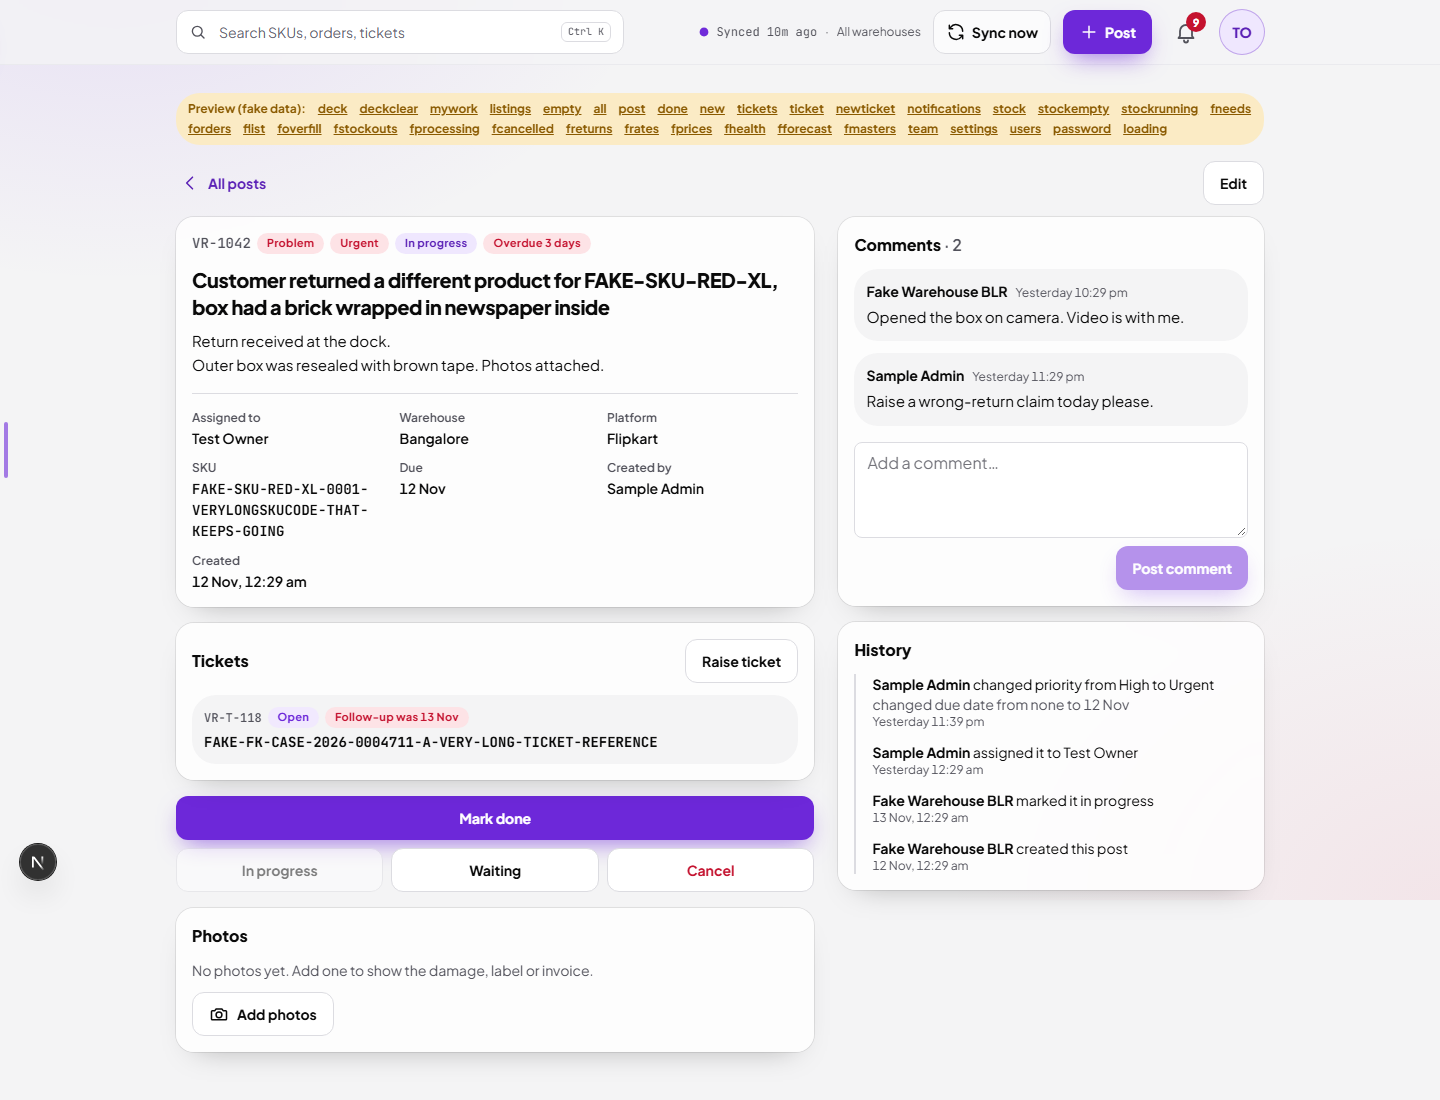 Search SKUs, orders, tickets
Ctrl K
Synced 10m ago · All warehouses
Sync now
Post
9
TO
Preview (fake data): deck deckclear mywork listings empty all post done new tickets ticket newticket notifications stock stockempty stockrunning fneeds
forders flist foverfill fstockouts fprocessing fcancelled freturns frates fprices fhealth fforecast fmasters team settings users password loading
All posts
Edit
VR-1042 Problem Urgent In progress Overdue 3 days
Customer returned a different product for FAKE-SKU-RED-XL,
box had a brick wrapped in newspaper inside
Return received at the dock.
Outer box was resealed with brown tape. Photos attached.
Assigned to
Test Owner
Warehouse
Bangalore
Platform
Flipkart
SKU
FAKE-SKU-RED-XL-0001-
VERYLONGSKUCODE-THAT-
KEEPS-GOING
Due
12 Nov
Created by
Sample Admin
Created
12 Nov, 12:29 am
Tickets
Raise ticket
VR-T-118 Open Follow-up was 13 Nov
FAKE-FK-CASE-2026-0004711-A-VERY-LONG-TICKET-REFERENCE
Mark done
In progress
Waiting
Cancel
Photos
No photos yet. Add one to show the damage, label or invoice.
Add photos
Comments · 2
Fake Warehouse BLR Yesterday 10:29 pm
Opened the box on camera. Video is with me.
Sample Admin Yesterday 11:29 pm
Raise a wrong-return claim today please.
Add a comment...
Post comment
History
Sample Admin changed priority from High to Urgent
changed due date from none to 12 Nov
Yesterday 11:39 pm
Sample Admin assigned it to Test Owner
Yesterday 12:29 am
Fake Warehouse BLR marked it in progress
13 Nov, 12:29 am
Fake Warehouse BLR created this post
12 Nov, 12:29 am
N